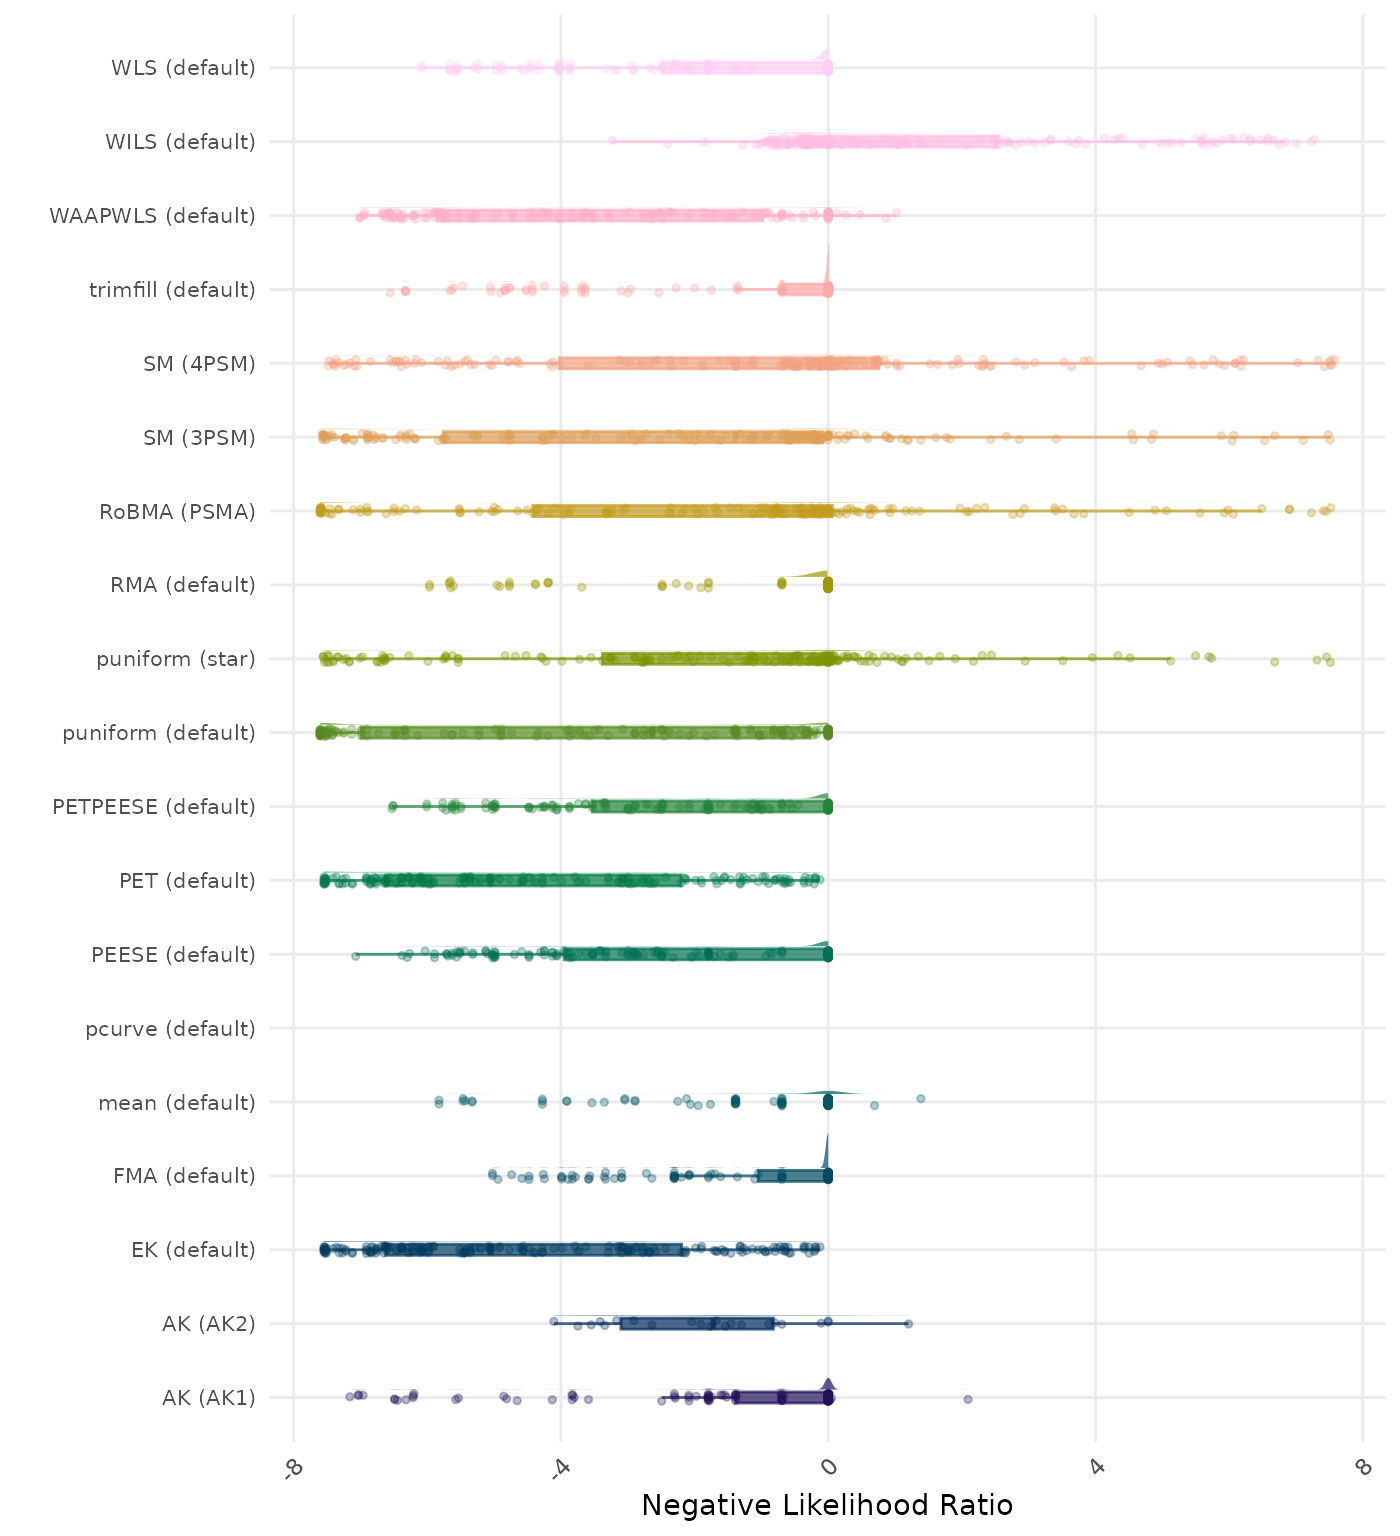 WLS (default)
WILS (default)
WAAPWLS (default)
trimfill (default)
SM (4PSM)
SM (3PSM)
RoBMA (PSMA)
RMA (default)
puniform (star)
puniform (default)
PETPEESE (default)
PET (default)
PEESE (default)
pcurve (default)
mean (default)
FMA (default)
EK (default)
AK (AK2)
AK (AK1)
-8 -4 0 4 8
Negative Likelihood Ratio